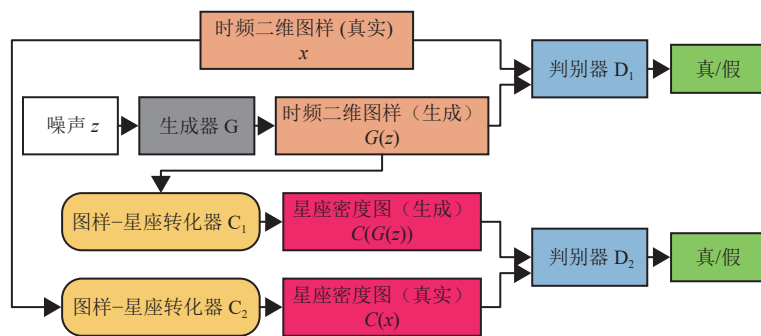 时频二维图样 (真实)
x
判别器 D₁
真/假
噪声 z
生成器 G
时频二维图样（生成）
G(z)
图样−星座转化器 C₁
星座密度图（生成）
C(G(z))
判别器 D₂
真/假
图样−星座转化器 C₂
星座密度图（真实）
C(x)